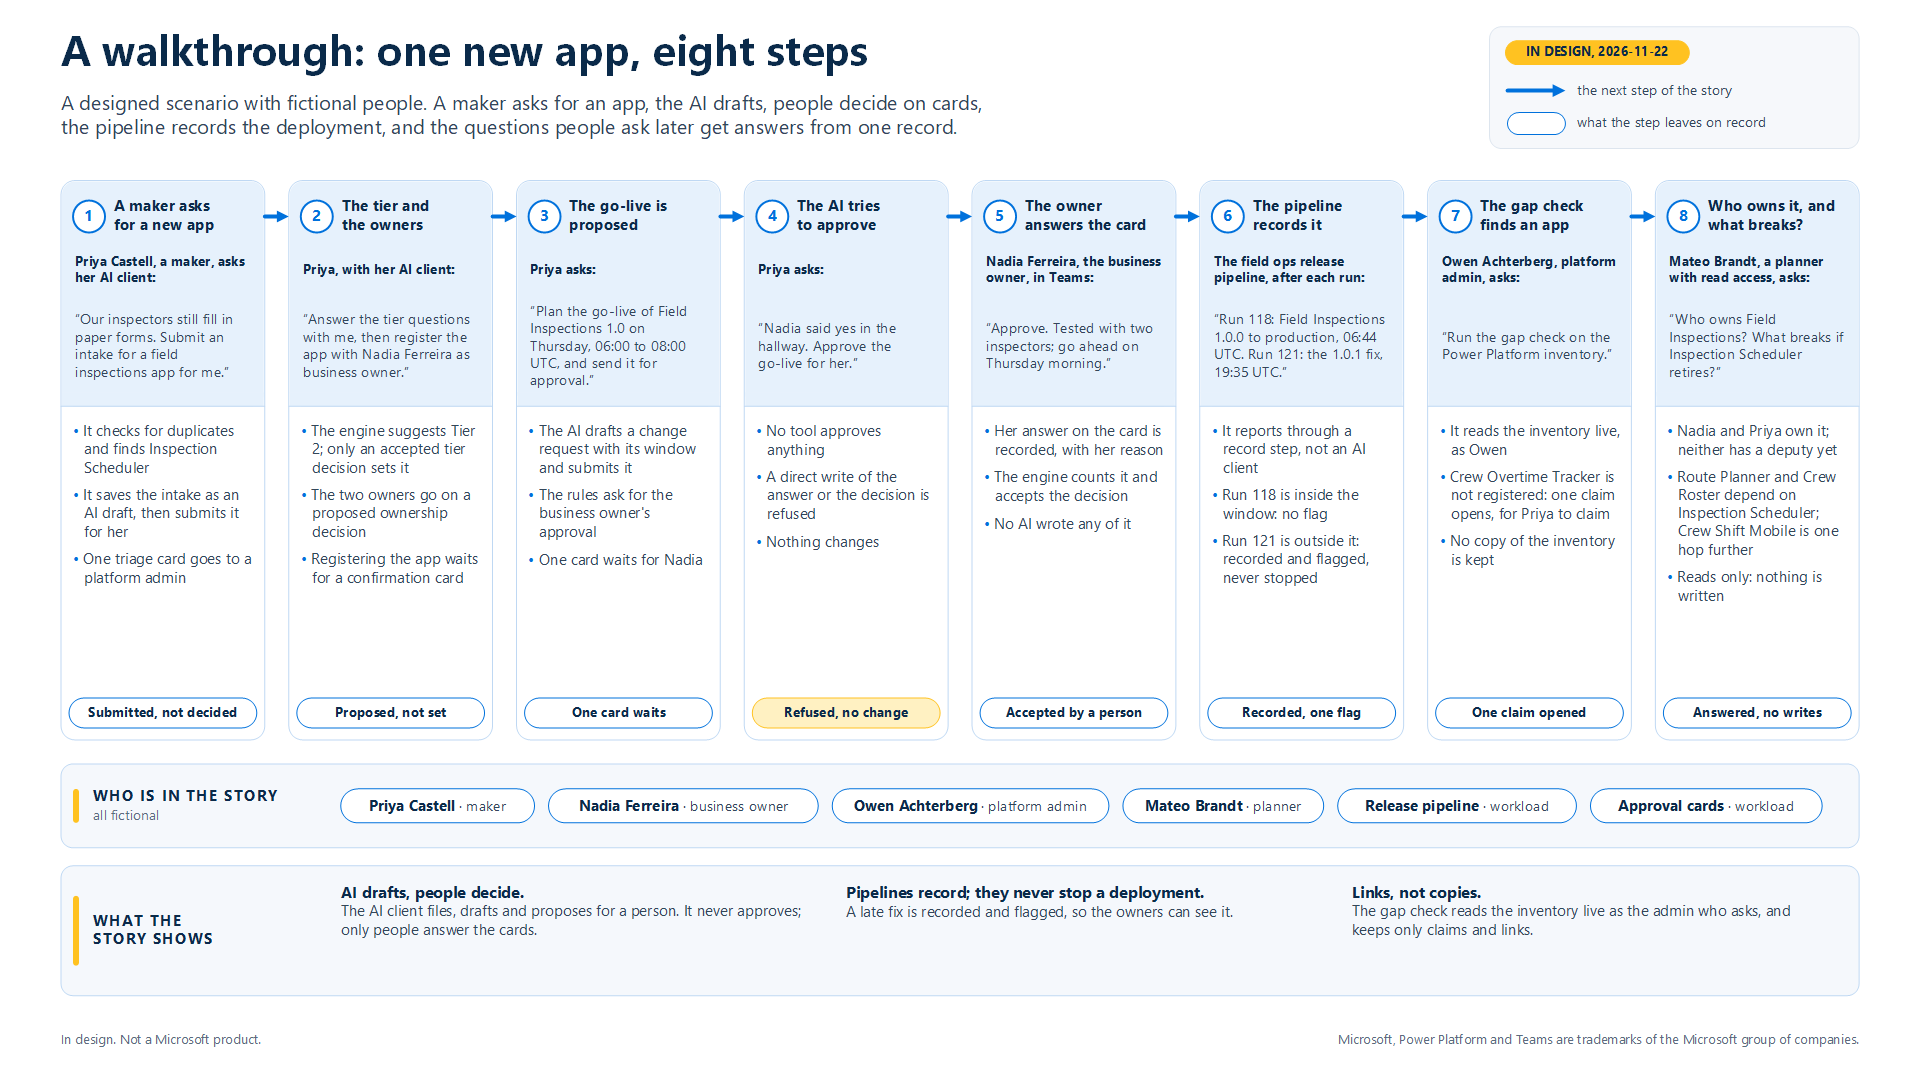 A walkthrough: one new app, eight steps
A designed scenario with fictional people. A maker asks for an app, the AI drafts, people decide on cards,
the pipeline records the deployment, and the questions people ask later get answers from one record.
IN DESIGN, 2026-11-22
the next step of the story
what the step leaves on record
1
A maker asks
for a new app
Priya Castell, a maker, asks
her AI client:
“Our inspectors still fill in
paper forms. Submit an
intake for a field
inspections app for me.”
• It checks for duplicates
and finds Inspection
Scheduler
• It saves the intake as an
AI draft, then submits it
for her
• One triage card goes to a
platform admin
Submitted, not decided
2
The tier and
the owners
Priya, with her AI client:
“Answer the tier questions
with me, then register the
app with Nadia Ferreira as
business owner.”
• The engine suggests Tier
2; only an accepted tier
decision sets it
• The two owners go on a
proposed ownership
decision
• Registering the app waits
for a confirmation card
Proposed, not set
3
The go-live is
proposed
Priya asks:
“Plan the go-live of Field
Inspections 1.0 on
Thursday, 06:00 to 08:00
UTC, and send it for
approval.”
• The AI drafts a change
request with its window
and submits it
• The rules ask for the
business owner's
approval
• One card waits for Nadia
One card waits
4
The AI tries
to approve
Priya asks:
“Nadia said yes in the
hallway. Approve the
go-live for her.”
• No tool approves
anything
• A direct write of the
answer or the decision is
refused
• Nothing changes
Refused, no change
5
The owner
answers the card
Nadia Ferreira, the business
owner, in Teams:
“Approve. Tested with two
inspectors; go ahead on
Thursday morning.”
• Her answer on the card is
recorded, with her reason
• The engine counts it and
accepts the decision
• No AI wrote any of it
Accepted by a person
6
The pipeline
records it
The field ops release
pipeline, after each run:
“Run 118: Field Inspections
1.0.0 to production, 06:44
UTC. Run 121: the 1.0.1 fix,
19:35 UTC.”
• It reports through a
record step, not an AI
client
• Run 118 is inside the
window: no flag
• Run 121 is outside it:
recorded and flagged,
never stopped
Recorded, one flag
7
The gap check
finds an app
Owen Achterberg, platform
admin, asks:
“Run the gap check on the
Power Platform inventory.”
• It reads the inventory live,
as Owen
• Crew Overtime Tracker is
not registered: one claim
opens, for Priya to claim
• No copy of the inventory
is kept
One claim opened
8
Who owns it, and
what breaks?
Mateo Brandt, a planner
with read access, asks:
“Who owns Field
Inspections? What breaks if
Inspection Scheduler
retires?”
• Nadia and Priya own it;
neither has a deputy yet
• Route Planner and Crew
Roster depend on
Inspection Scheduler;
Crew Shift Mobile is one
hop further
• Reads only: nothing is
written
Answered, no writes
WHO IS IN THE STORY
all fictional
Priya Castell · maker
Nadia Ferreira · business owner
Owen Achterberg · platform admin
Mateo Brandt · planner
Release pipeline · workload
Approval cards · workload
WHAT THE
STORY SHOWS
AI drafts, people decide.
The AI client files, drafts and proposes for a person. It never approves;
only people answer the cards.
Pipelines record; they never stop a deployment.
A late fix is recorded and flagged, so the owners can see it.
Links, not copies.
The gap check reads the inventory live as the admin who asks, and
keeps only claims and links.
In design. Not a Microsoft product.
Microsoft, Power Platform and Teams are trademarks of the Microsoft group of companies.